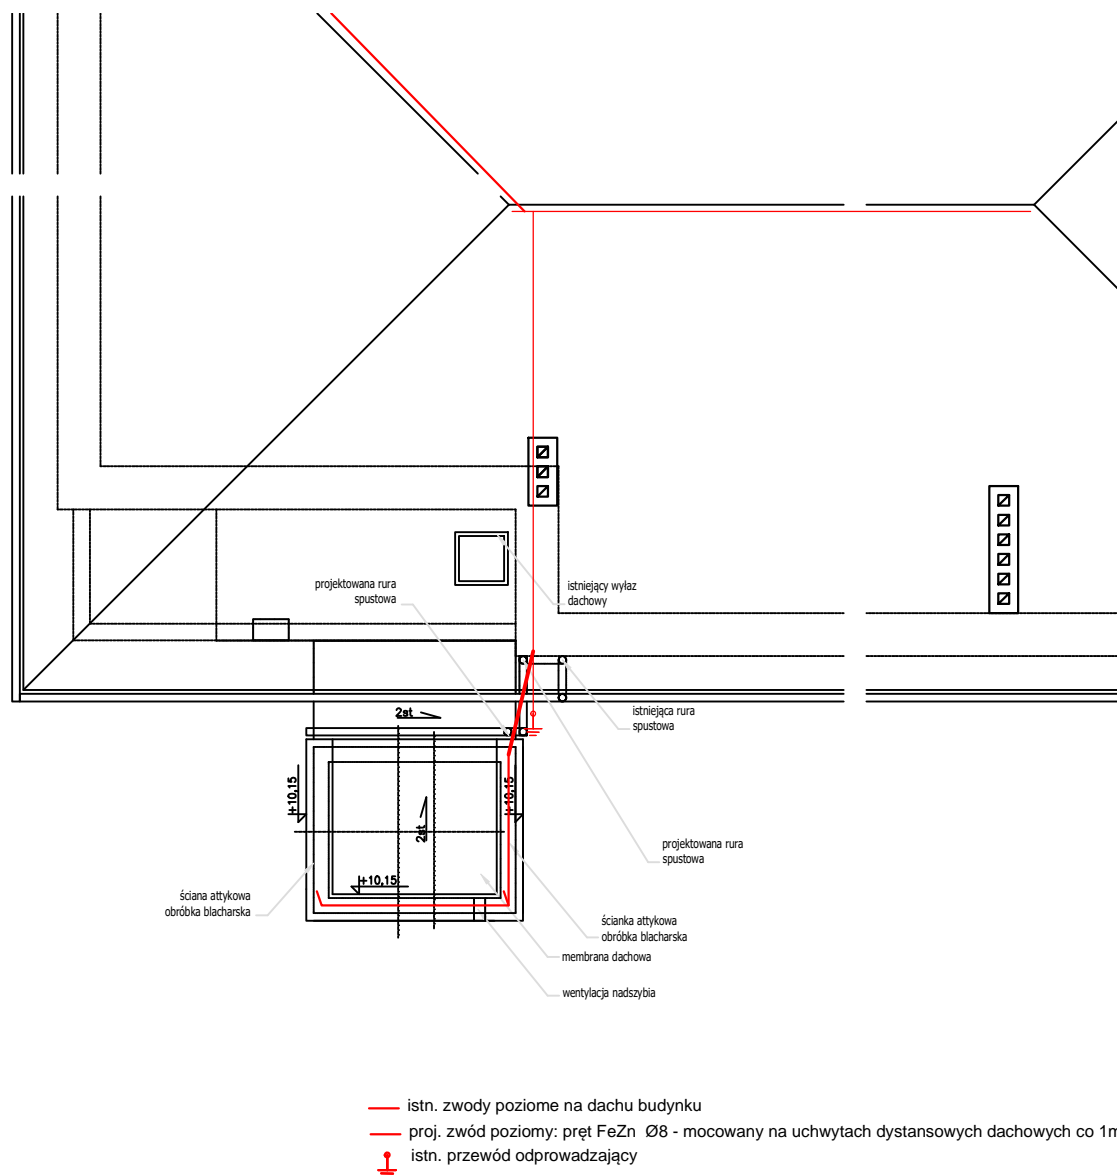 istniejący wyłaz
dachowy
projektowana rura
spustowa
istniejąca rura
spustowa
2st
+10,15
+10,15
2st
projektowana rura
spustowa
+10,15
ściana attykowa
obróbka blacharska
ścianka attykowa
obróbka blacharska
membrana dachowa
wentylacja nadszybia
istn. zwody poziome na dachu budynku
proj. zwód poziomy: pręt FeZn Ø8 - mocowany na uchwytach dystansowych dachowych co 1m
istn. przewód odprowadzający